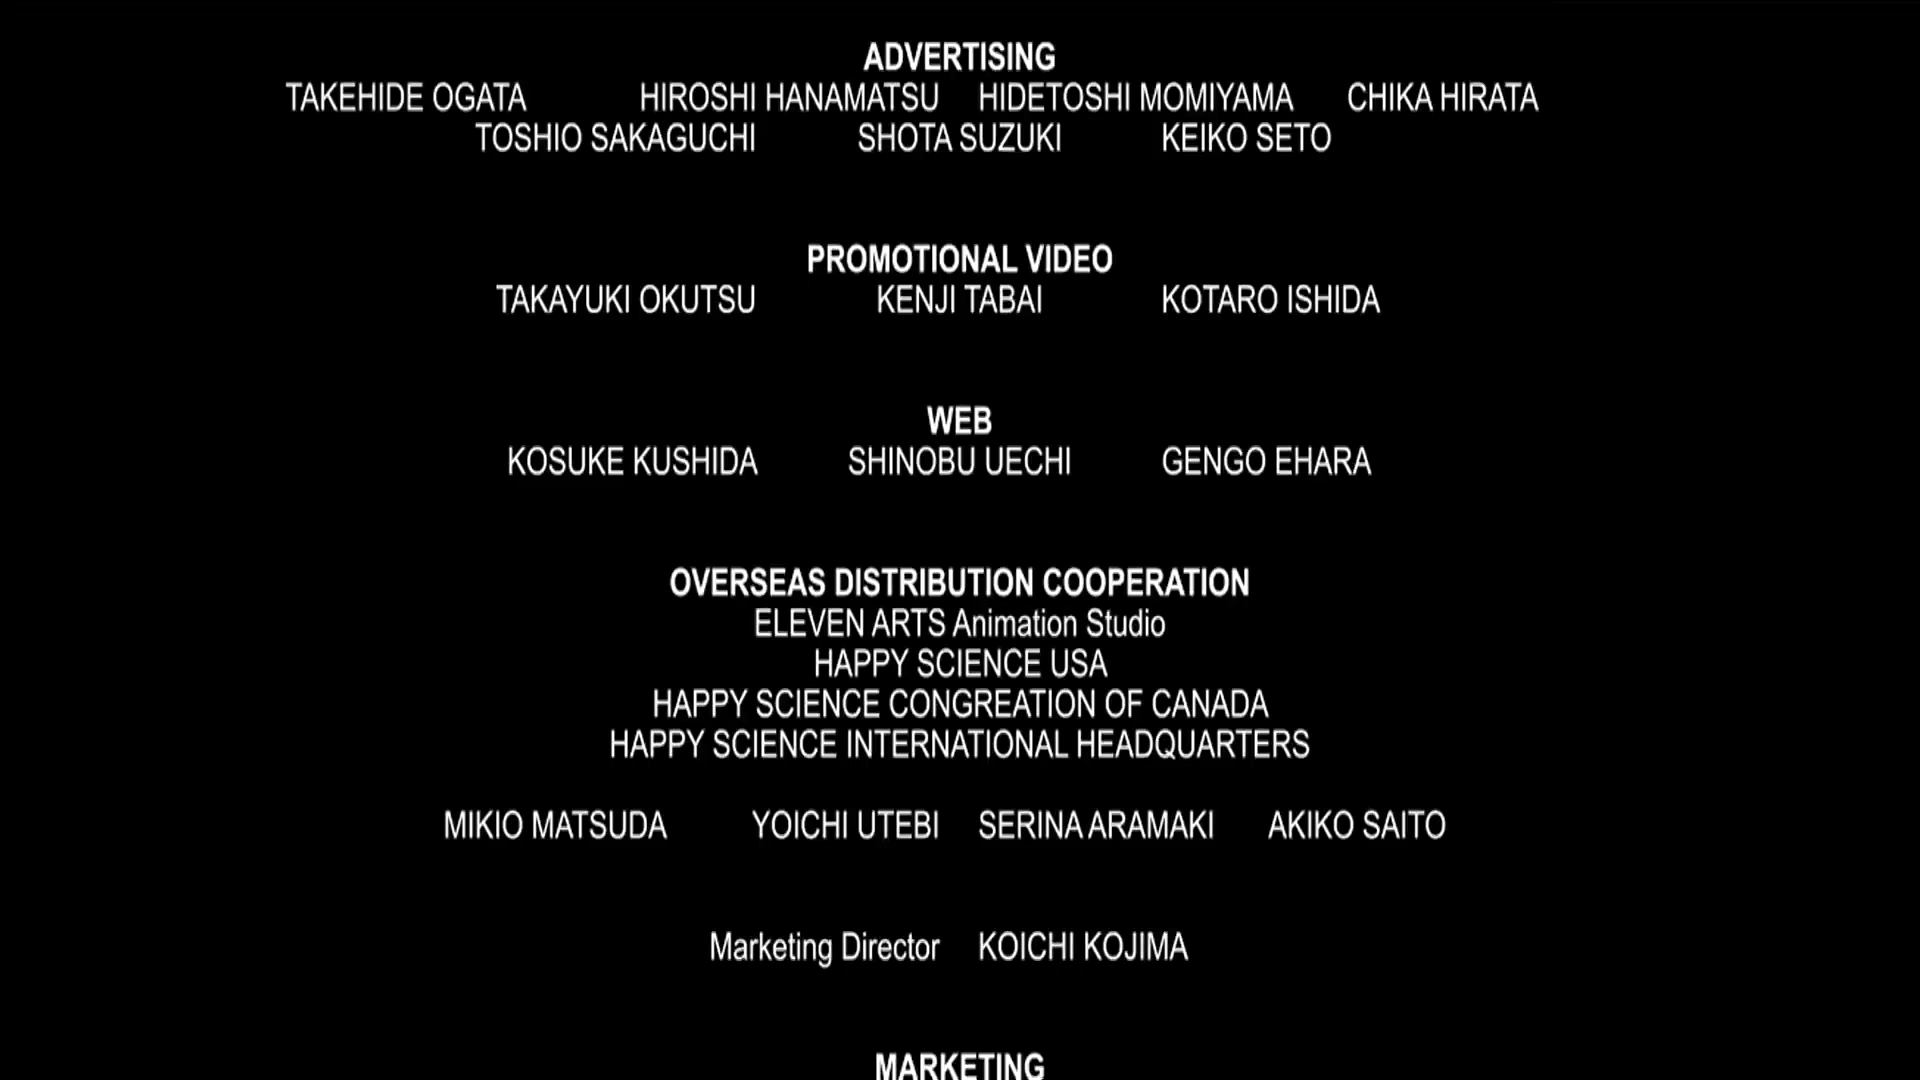 ADVERTISING
TAKEHIDE OGATA HIROSHI HANAMATSU HIDETOSHI MOMIYAMA CHIKA HIRATA
TOSHIO SAKAGUCHI SHOTA SUZUKI KEIKO SETO
PROMOTIONAL VIDEO
TAKAYUKI OKUTSU KENJI TABAI KOTARO ISHIDA
WEB
KOSUKE KUSHIDA SHINOBU UECHI GENGO EHARA
OVERSEAS DISTRIBUTION COOPERATION
ELEVEN ARTS Animation Studio
HAPPY SCIENCE USA
HAPPY SCIENCE CONGREATION OF CANADA
HAPPY SCIENCE INTERNATIONAL HEADQUARTERS
MIKIO MATSUDA YOICHI UTEBI SERINA ARAMAKI AKIKO SAITO
Marketing Director KOICHI KOJIMA
MARKETING